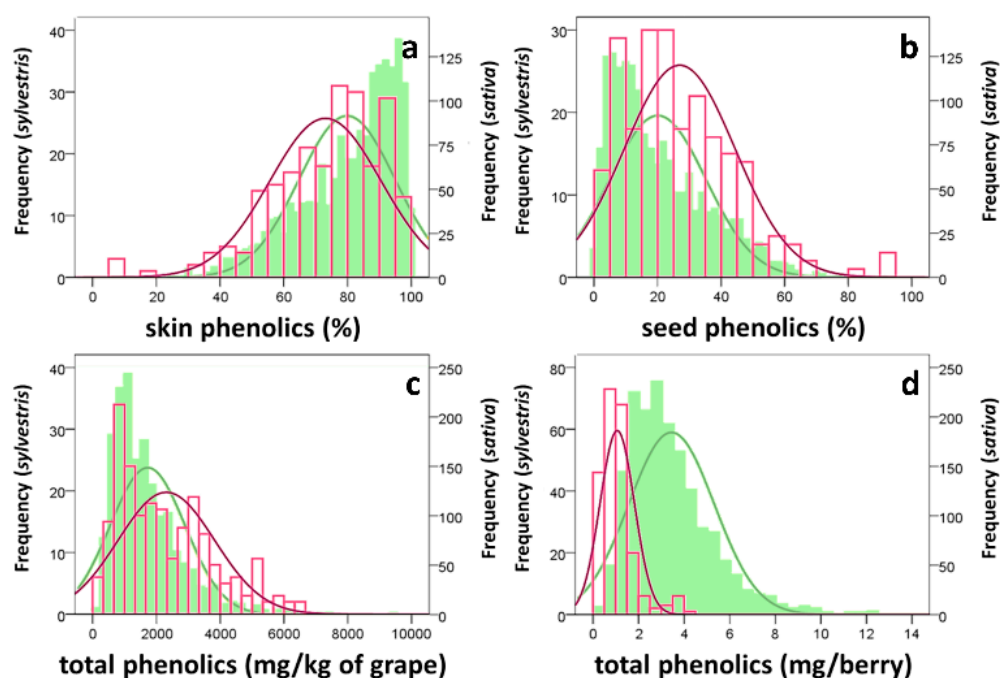 a
Frequency (sylvestris)
40
30
20
10
0
125
100
75
50
25
0
Frequency (sativa)
0 20 40 60 80 100
skin phenolics (%)
b
Frequency (sylvestris)
30
20
10
0
125
100
75
50
25
0
Frequency (sativa)
0 20 40 60 80 100
seed phenolics (%)
c
Frequency (sylvestris)
40
30
20
10
0
250
200
150
100
50
0
Frequency (sativa)
0 2000 4000 6000 8000 10000
total phenolics (mg/kg of grape)
d
Frequency (sylvestris)
80
60
40
20
0
250
200
150
100
50
0
Frequency (sativa)
0 2 4 6 8 10 12 14
total phenolics (mg/berry)